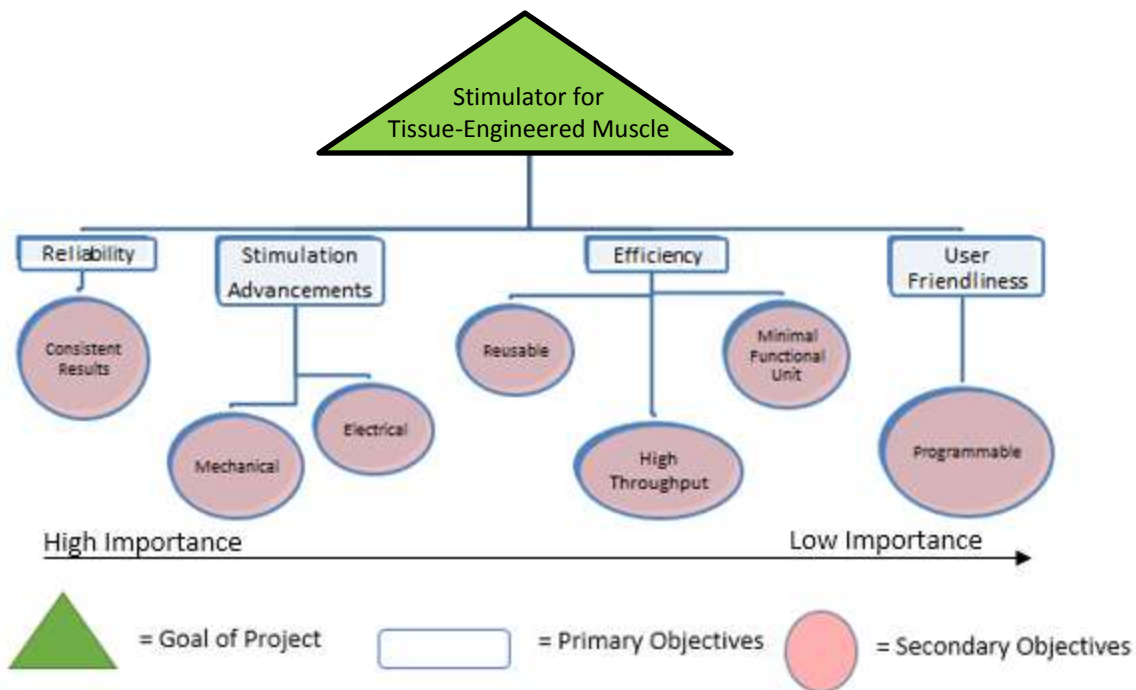 Stimulator for
Tissue-Engineered Muscle
Reliability
Stimulation
Advancements
Efficiency
User
Friendliness
Consistent
Results
Mechanical
Electrical
Reusable
High
Throughput
Minimal
Functional
Unit
Programmable
High Importance
Low Importance
= Goal of Project
= Primary Objectives
= Secondary Objectives